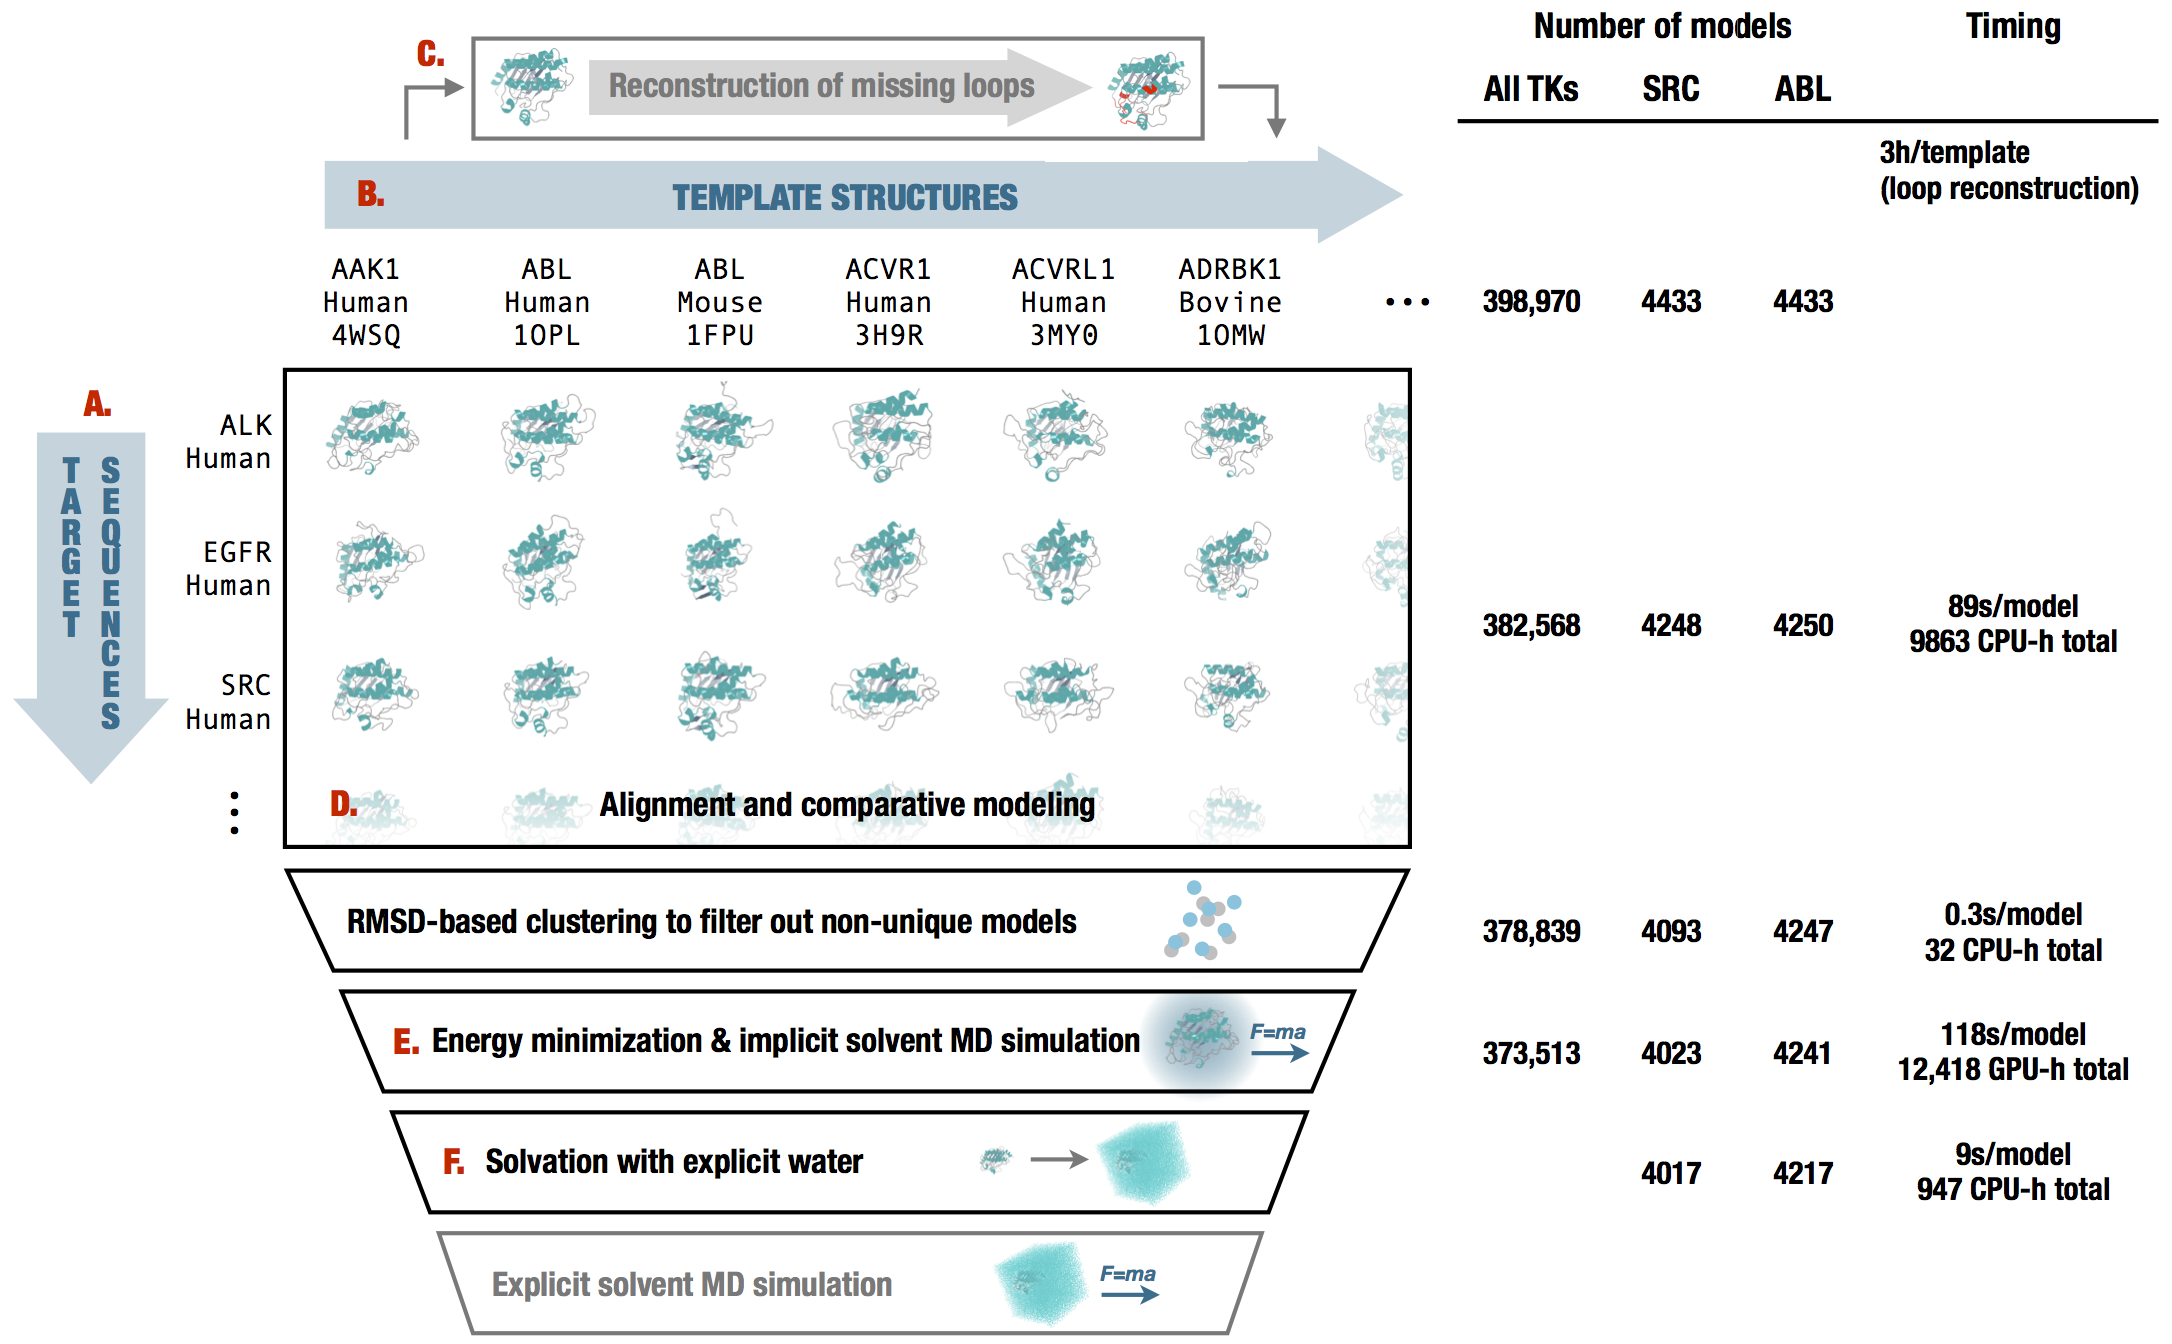 C.
Reconstruction of missing loops
Number of models
Timing
All TKs SRC ABL
3h/template
(loop reconstruction)
B.
TEMPLATE STRUCTURES
AAK1
Human
4WSQ
ABL
Human
1OPL
ABL
Mouse
1FPU
ACVR1
Human
3H9R
ACVRL1
Human
3MY0
ADRBK1
Bovine
1OMW
...
398,970 4433 4433
A.
TARGET
SEQUENCES
ALK
Human
EGFR
Human
SRC
Human
...
D.
Alignment and comparative modeling
382,568 4248 4250
89s/model
9863 CPU-h total
RMSD-based clustering to filter out non-unique models
378,839 4093 4247
0.3s/model
32 CPU-h total
E. Energy minimization & implicit solvent MD simulation
F=ma
373,513 4023 4241
118s/model
12,418 GPU-h total
F. Solvation with explicit water
4017 4217
9s/model
947 CPU-h total
Explicit solvent MD simulation
F=ma